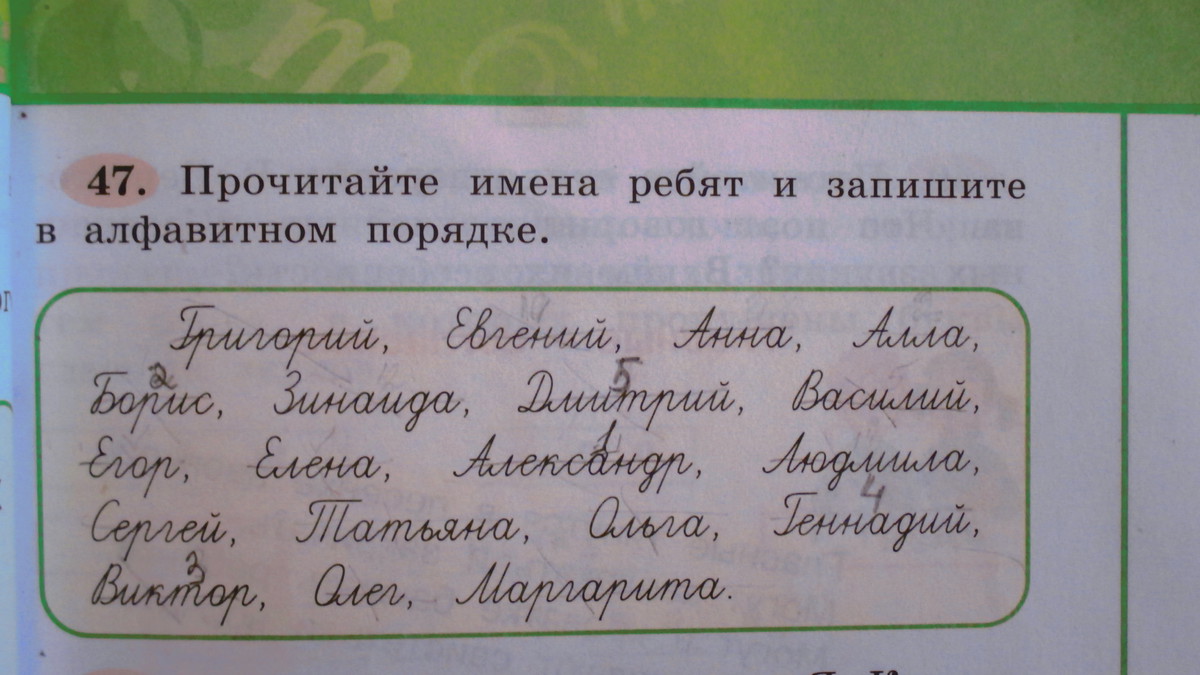 47. Прочитайте имена ребят и запишите
в алфавитном порядке.
Григорий, Евгений, Анна, Алла,
Борис, Зинаида, Дмитрий, Василий,
Егор, Елена, Александр, Людмила,
Сергей, Татьяна, Ольга, Геннадий,
Виктор, Олег, Маргарита.